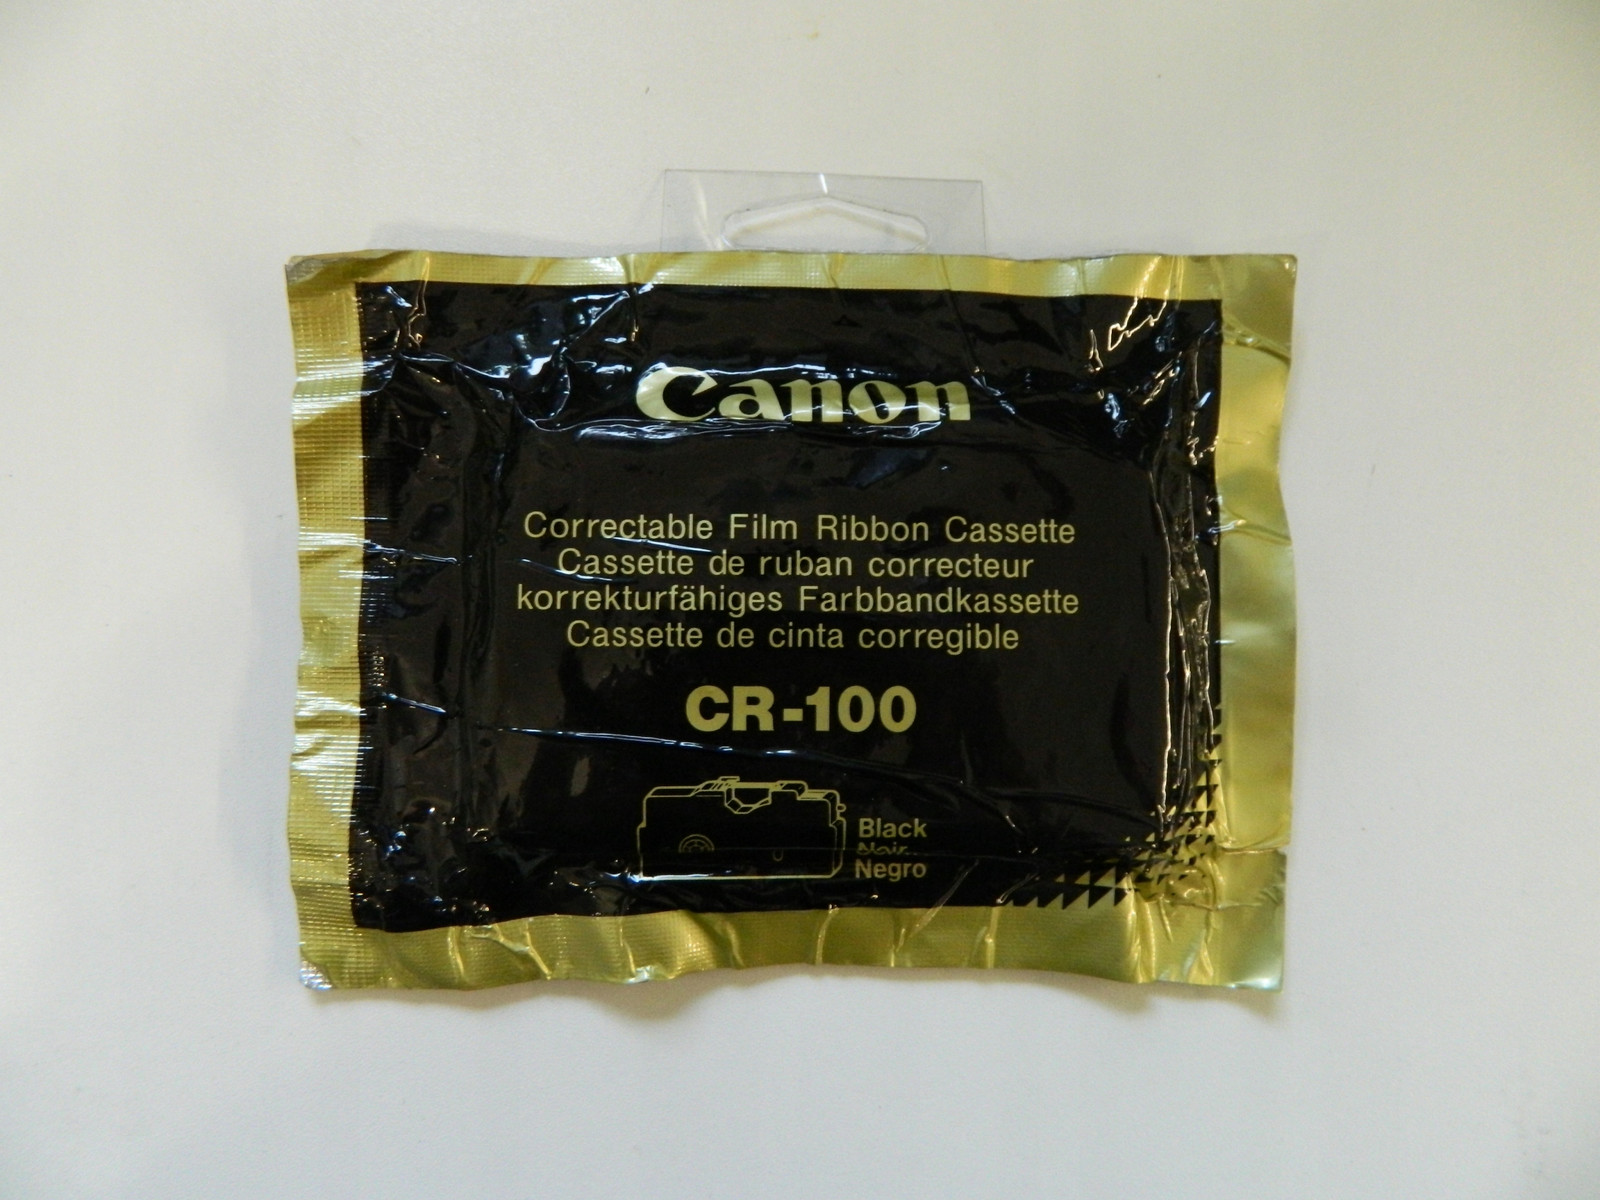 Canon
Correctable Film Ribbon Cassette
Cassette de ruban correcteur
korrekturfähiges Farbbandkassette
Cassette de cinta corregible
CR-100
Black
Noir
Negro